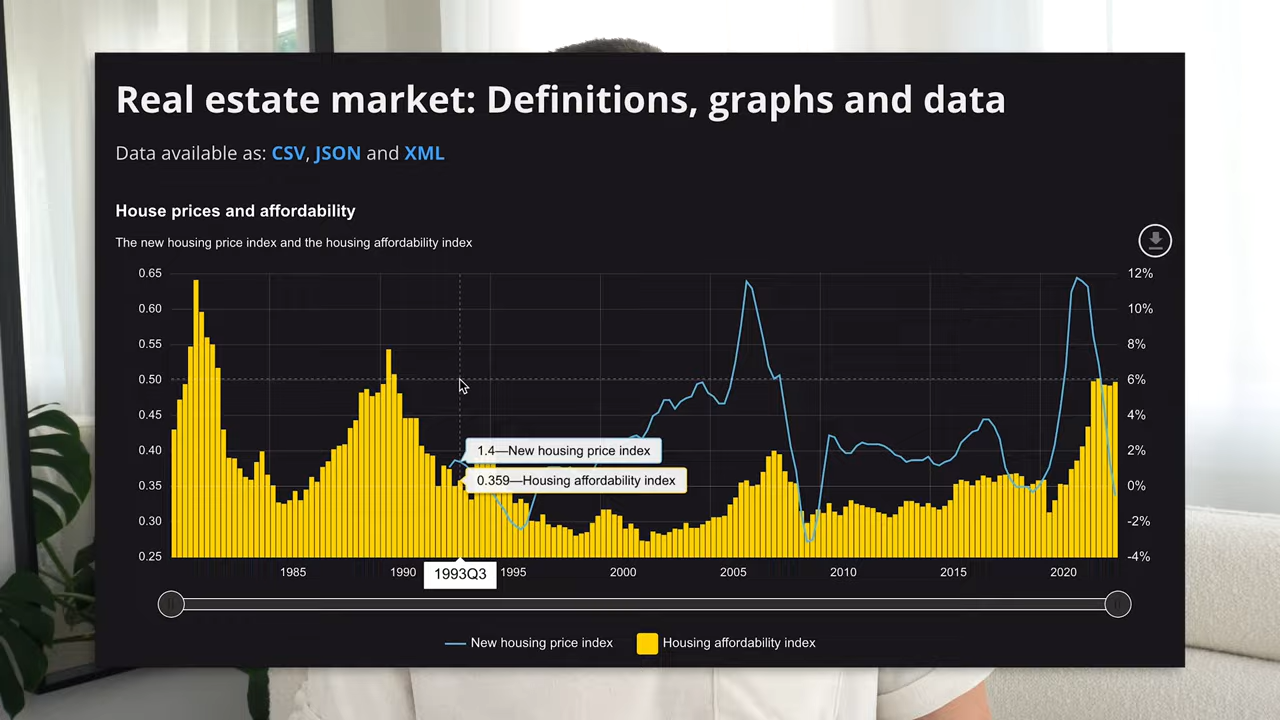 Real estate market: Definitions, graphs and data
Data available as: CSV, JSON and XML
House prices and affordability
The new housing price index and the housing affordability index
0.65
0.60
0.55
0.50
0.45
0.40
0.35
0.30
0.25
12%
10%
8%
6%
4%
2%
0%
-2%
-4%
1.4—New housing price index
0.359—Housing affordability index
1985
1990
1993Q3
1995
2000
2005
2010
2015
2020
New housing price index
Housing affordability index